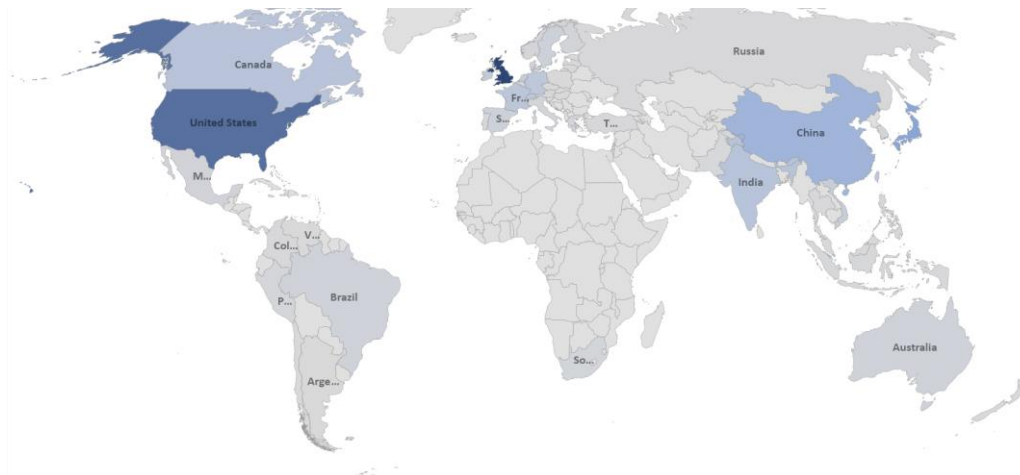 Russia
Canada
Fr...
S...
T...
United States
China
M...
India
V...
Col...
P...
Brazil
Australia
So...
Arge...